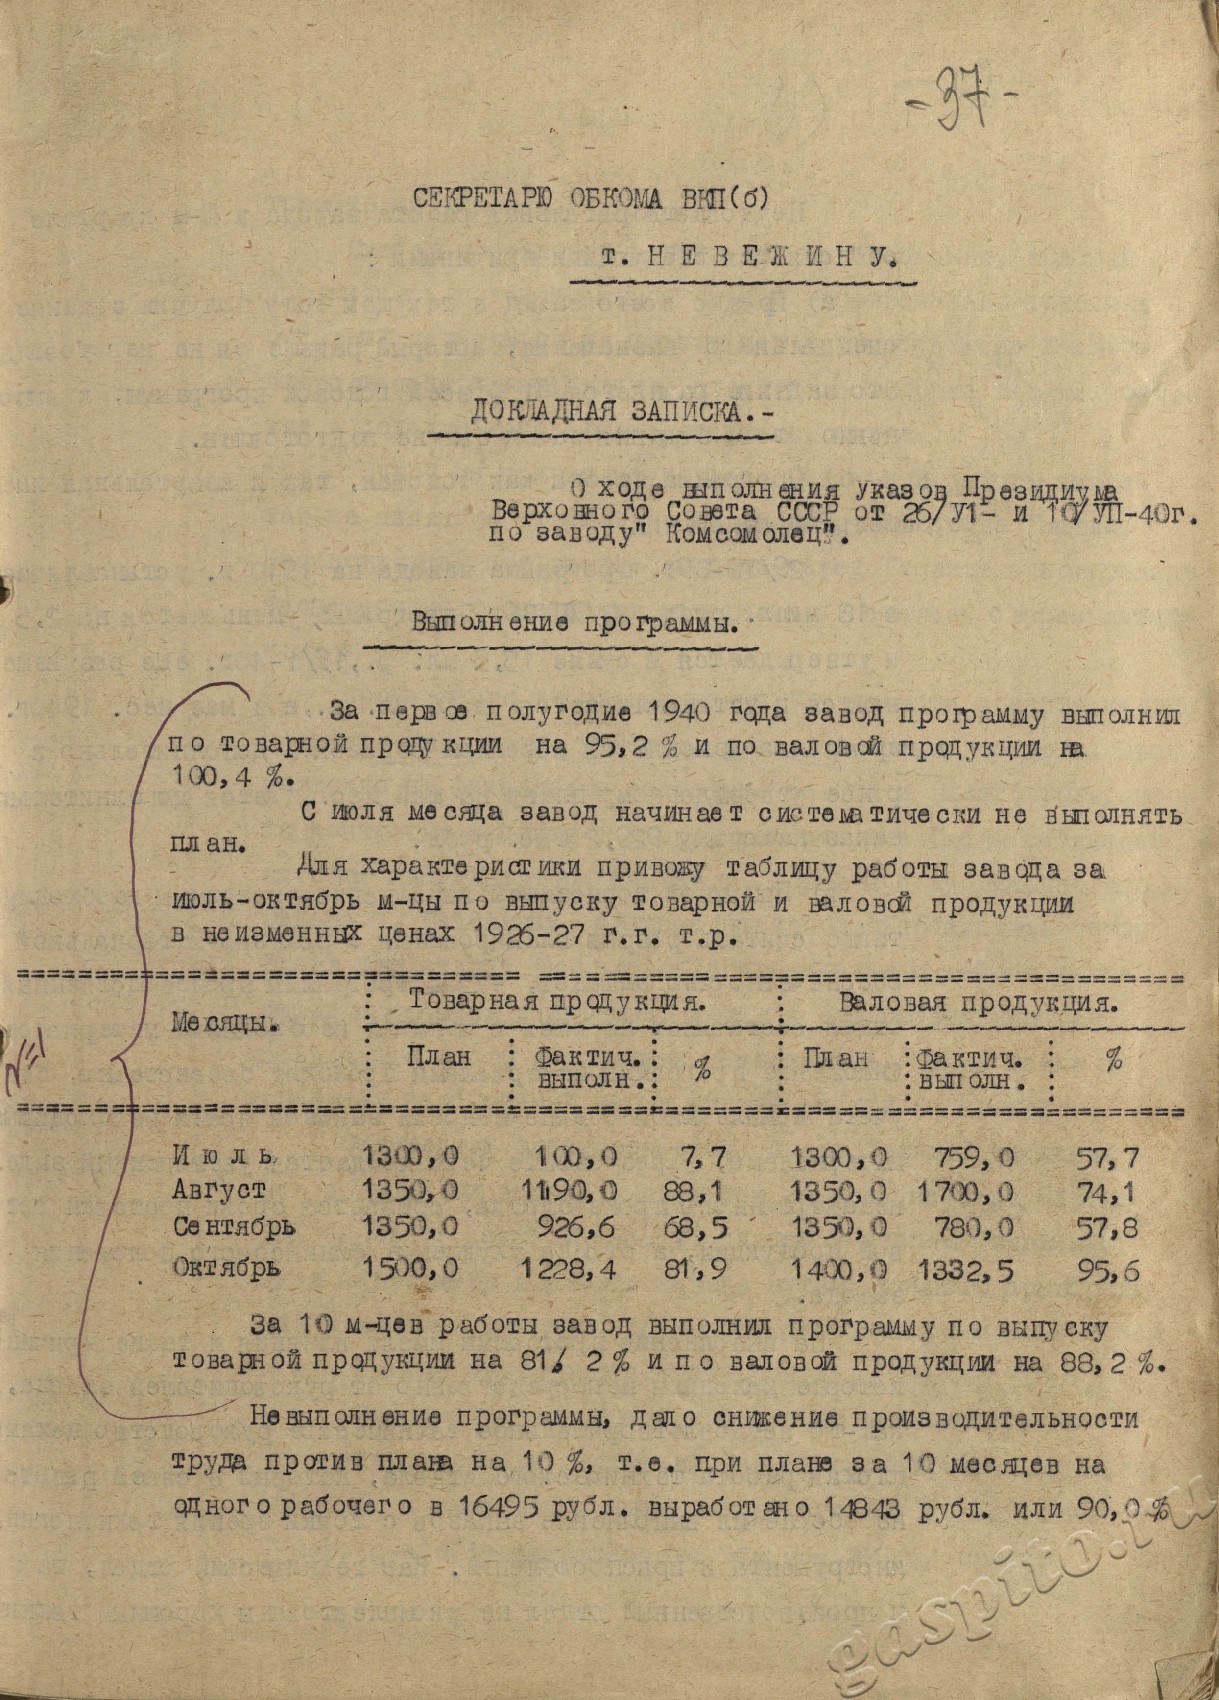 -37-
СЕКРЕТАРЮ ОБКОМА ВКП(б)
т. Н Е В Е Ж И Н У.
ДОКЛАДНАЯ ЗАПИСКА.-
О ходе выполнения указов Президиума
Верховного Совета СССР от 26/У1- и 10/УП-40г.
по заводу" Комсомолец".
Выполнение программы.
За первое полугодие 1940 года завод программу выполнил
по товарной продукции на 95,2 % и по валовой продукции на
100,4 %.
С июля месяца завод начинает систематически не выполнять
план.
Для характеристики привожу таблицу работы завода за
июль-октябрь м-цы по выпуску товарной и валовой продукции
в неизменных ценах 1926-27 г.г. т.р.
Месяцы. Товарная продукция. Валовая продукция.
План Фактич. выполн. % План Фактич. выполн. %
И ю л ь 1300,0 100,0 7,7 1300,0 759,0 57,7
Август 1350,0 1190,0 88,1 1350,0 1700,0 74,1
Сентябрь 1350,0 926,6 68,5 1350,0 780,0 57,8
Октябрь 1500,0 1228,4 81,9 1400,0 1332,5 95,6
За 10 м-цев работы завод выполнил программу по выпуску
товарной продукции на 81, 2 % и по валовой продукции на 88,2 %.
Невыполнение программы, дало снижение производительности
труда против плана на 10 %, т.е. при плане за 10 месяцев на
одного рабочего в 16495 рубл. выработано 14843 рубл. или 90,0 %
№1
gaspito.ru